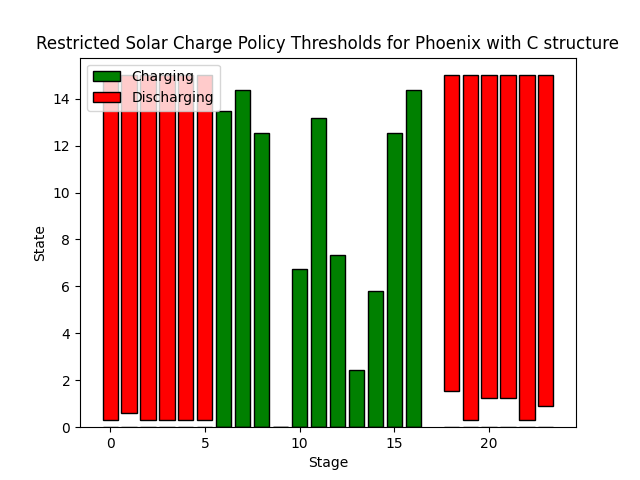 Restricted Solar Charge Policy Thresholds for Phoenix with C structure
Charging
Discharging
State
14
12
10
8
6
4
2
0
0 5 10 15 20
Stage